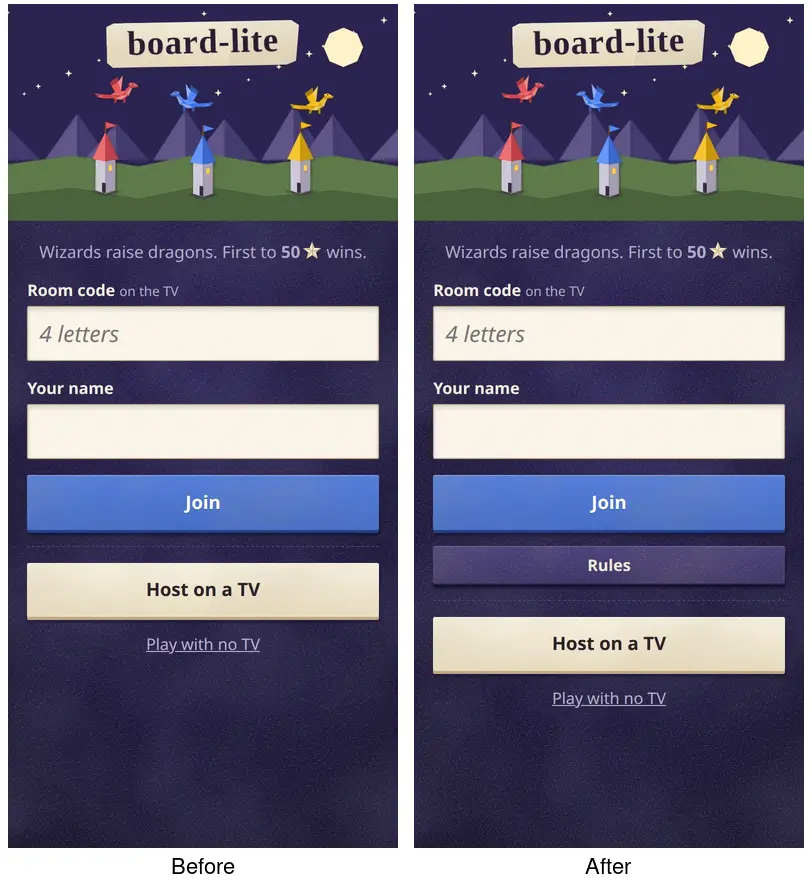 board-lite
Wizards raise dragons. First to 50 wins.
Room code on the TV
4 letters
Your name
Join
Host on a TV
Play with no TV
Before
board-lite
Wizards raise dragons. First to 50 wins.
Room code on the TV
4 letters
Your name
Join
Rules
Host on a TV
Play with no TV
After